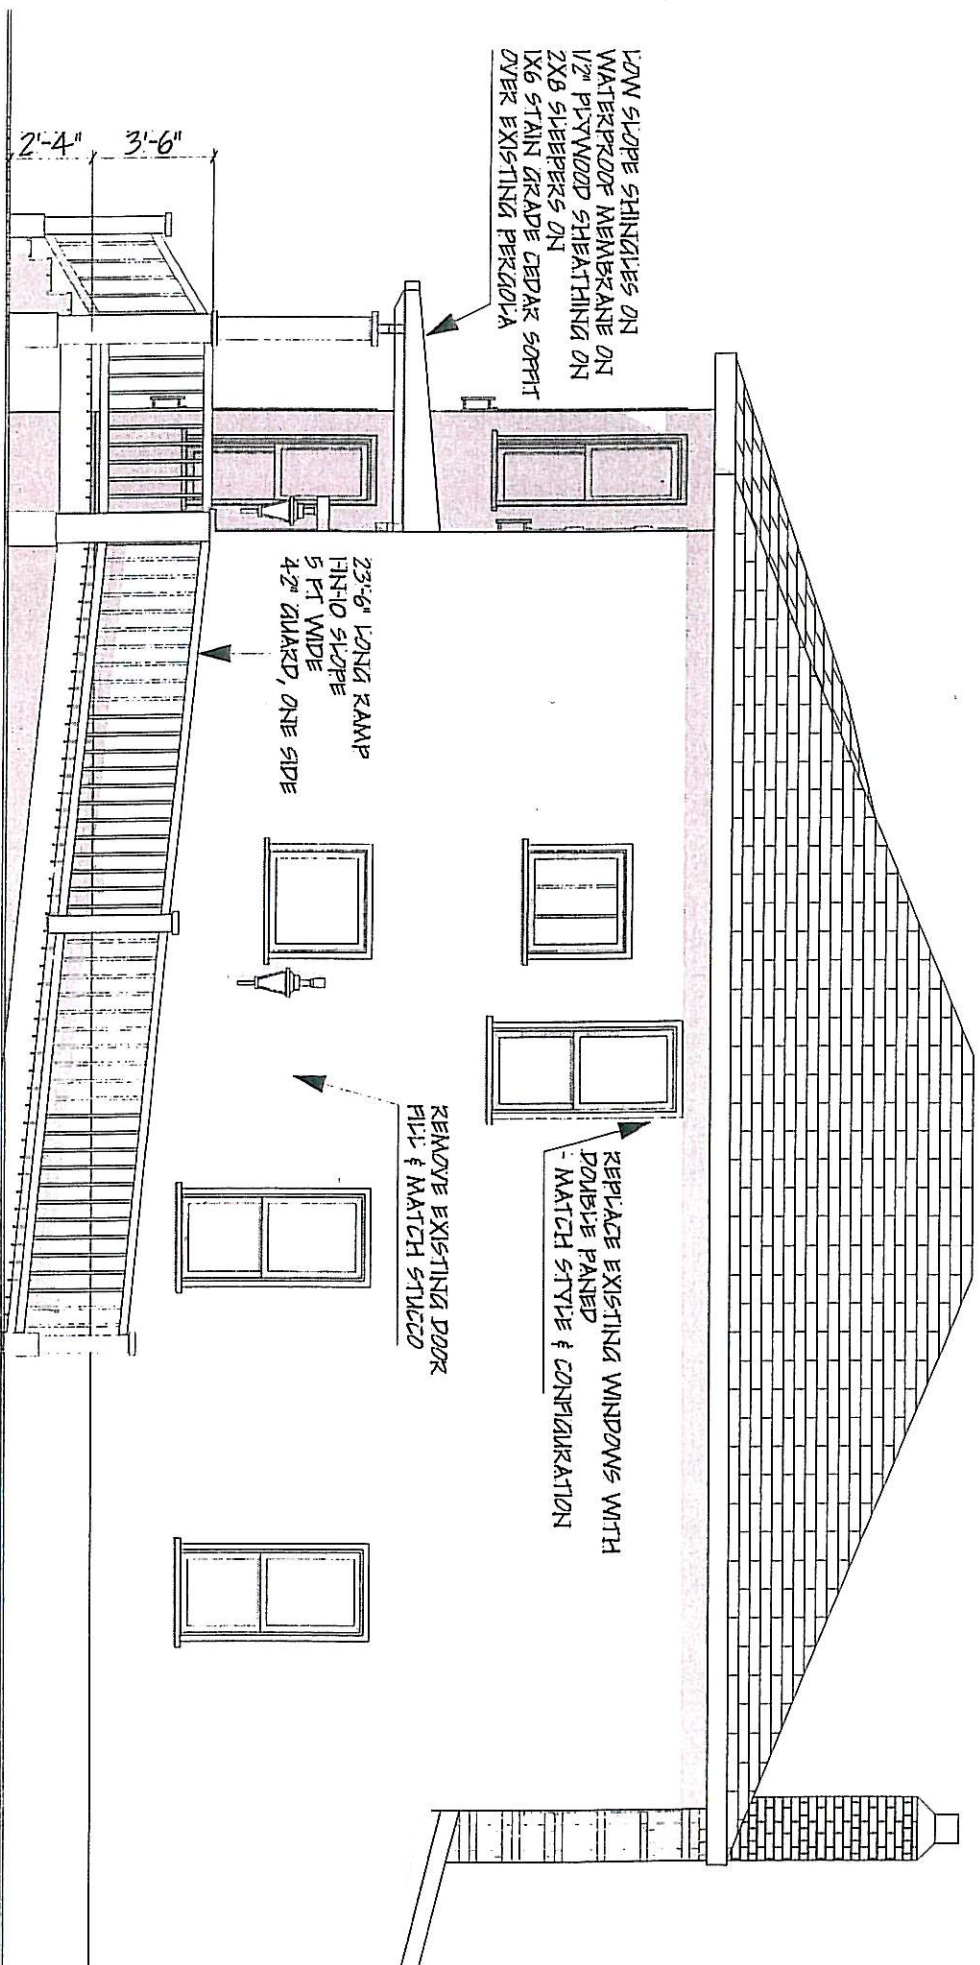 LOW SLOPE SHINGLES ON
WATERPROOF MEMBRANE ON
1/2" PLYWOOD SHEATHING ON
2X8 SLEEPERS ON
1X6 STAIN GRADE CEDAR SOFFIT
OVER EXISTING PERGOLA
2'-4"
3'-6"
23'-6" LONG RAMP
1-IN-10 SLOPE
5 FT WIDE
42" GUARD, ONE SIDE
REPLACE EXISTING WINDOWS WITH
DOUBLE PANED
- MATCH STYLE & CONFIGURATION
REMOVE EXISTING DOOR
FILL & MATCH STUCCO